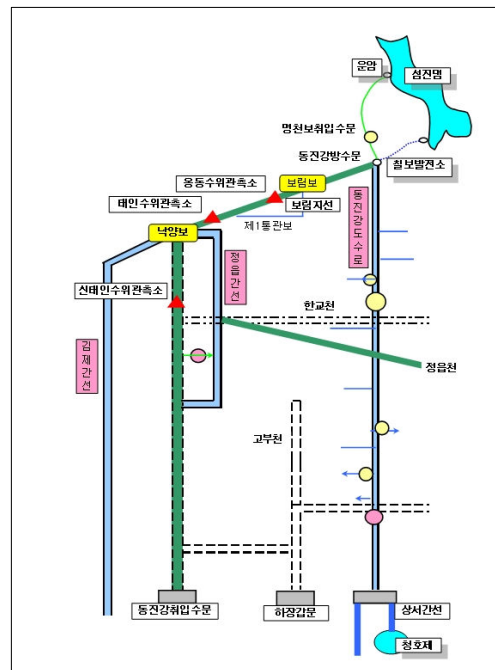 운암
섬진명
명천보취입수문
동진강방수문
칠보발전소
용동수위관측소
보림보
보림지선
태인수위관측소
제1통관보
낙양보
정읍간선
동진강도수로
신태인수위관측소
한교천
김제간선
정읍천
고부천
동진강취입수문
하장갑문
상서간선
청호제